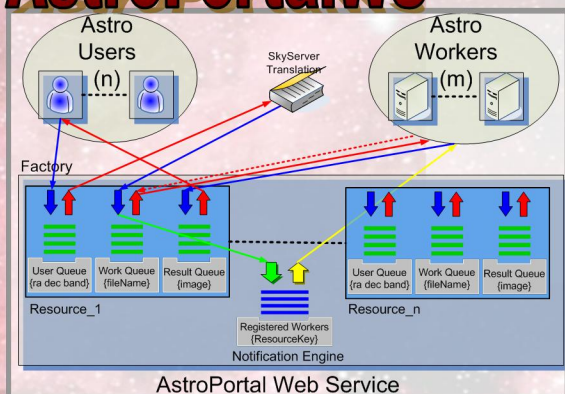 AstroPortalWS
Astro
Users
(n)
SkyServer
Translation
Astro
Workers
(m)
Factory
User Queue
{ra dec band}
Work Queue
{fileName}
Result Queue
{image}
Resource_1
User Queue
{ra dec band}
Work Queue
{fileName}
Result Queue
{image}
Resource_n
Registered Workers
{ResourceKey}
Notification Engine
AstroPortal Web Service